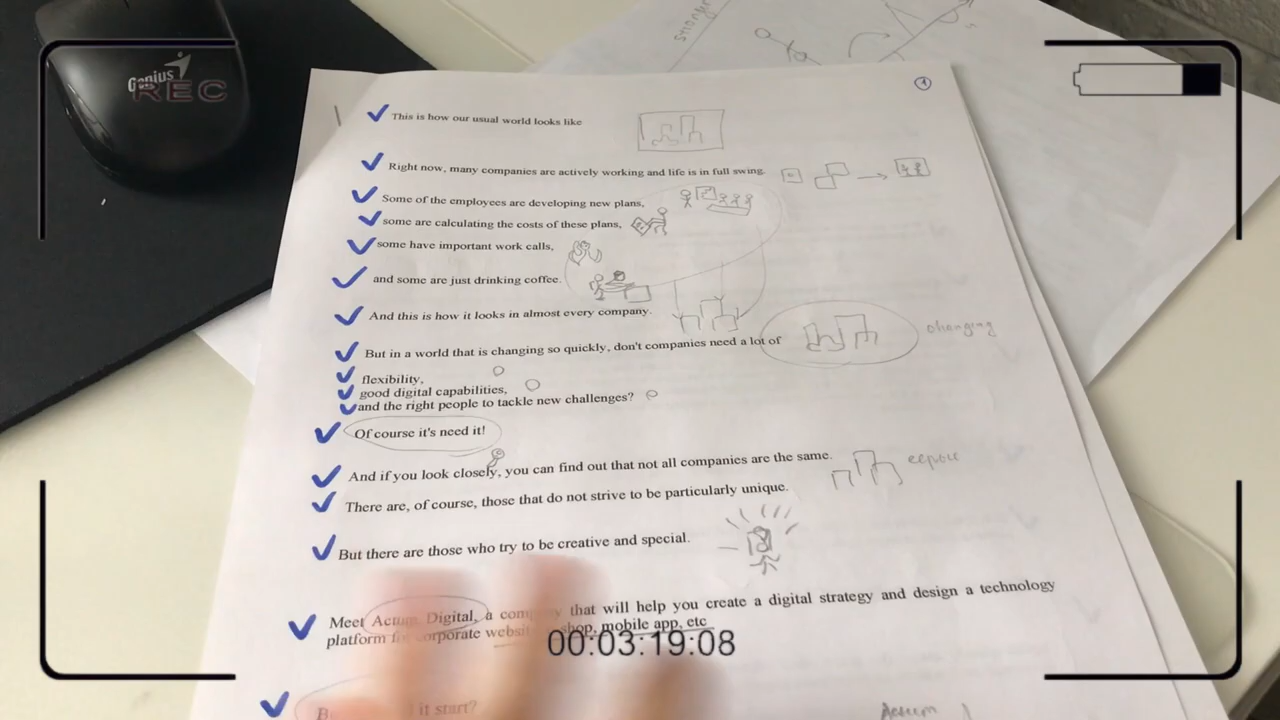 strong
Genius
REC
1
This is how our usual world looks like
Right now, many companies are actively working and life is in full swing.
Some of the employees are developing new plans,
some are calculating the costs of these plans,
some have important work calls,
and some are just drinking coffee.
And this is how it looks in almost every company.
But in a world that is changing so quickly, don't companies need a lot of
changing
flexibility,
good digital capabilities,
and the right people to tackle new challenges?
Of course it's need it!
And if you look closely, you can find out that not all companies are the same.
серые
There are, of course, those that do not strive to be particularly unique.
But there are those who try to be creative and special.
Meet Actum Digital, a company that will help you create a digital strategy and design a technology
platform for corporate shop, mobile app, etc
00:03:19:08
it start?
Actum